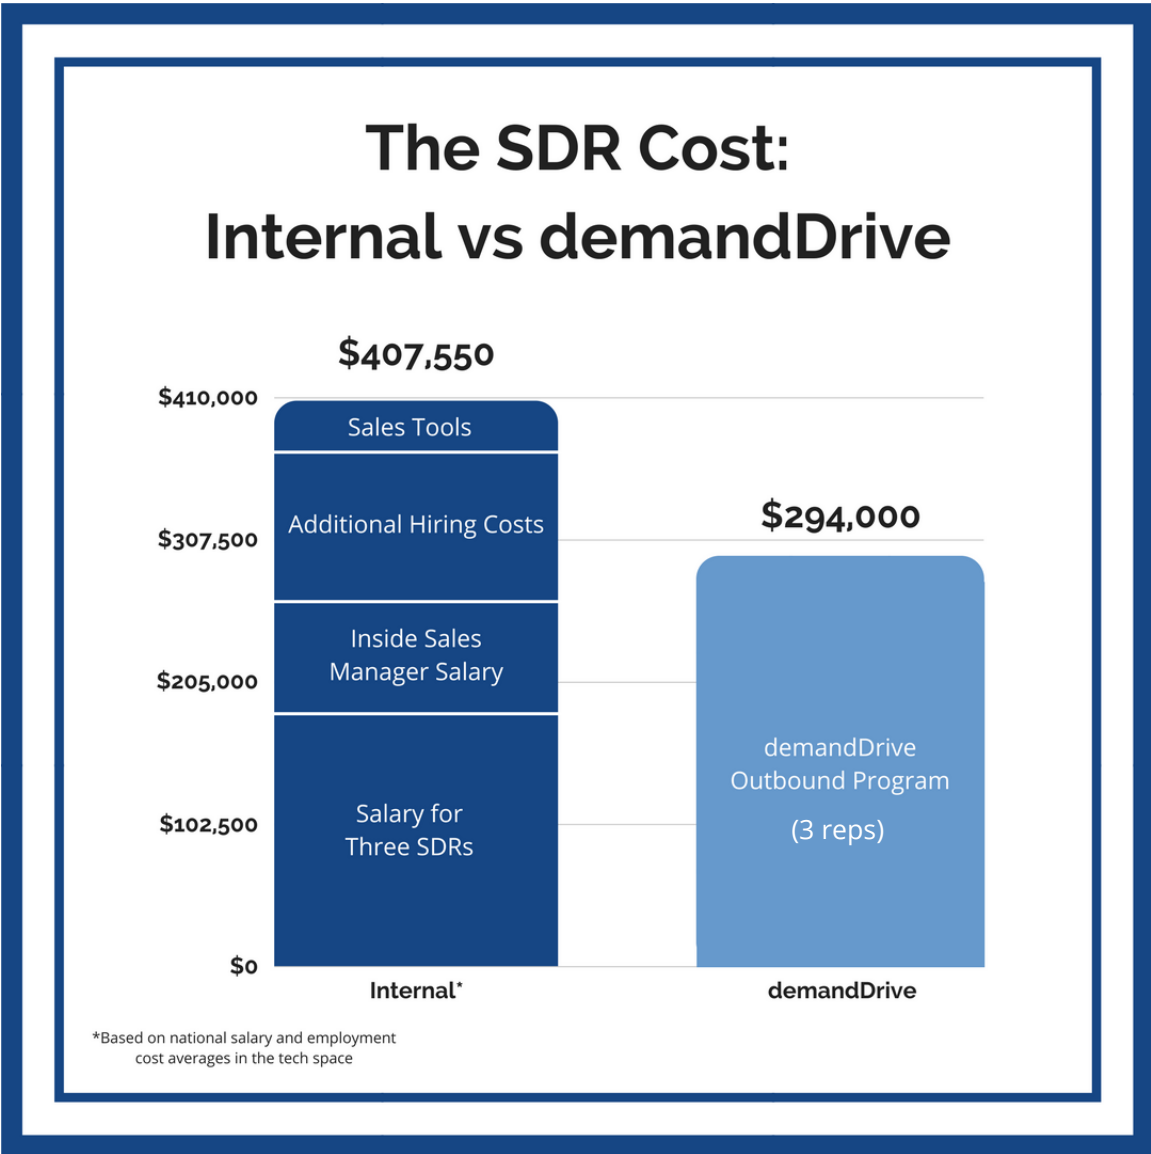 The SDR Cost:
Internal vs demandDrive
$407,550
$410,000
Sales Tools
Additional Hiring Costs
$294,000
$307,500
Inside Sales
Manager Salary
$205,000
demandDrive
Outbound Program
(3 reps)
Salary for
Three SDRs
$102,500
$0
Internal*
demandDrive
*Based on national salary and employment
cost averages in the tech space